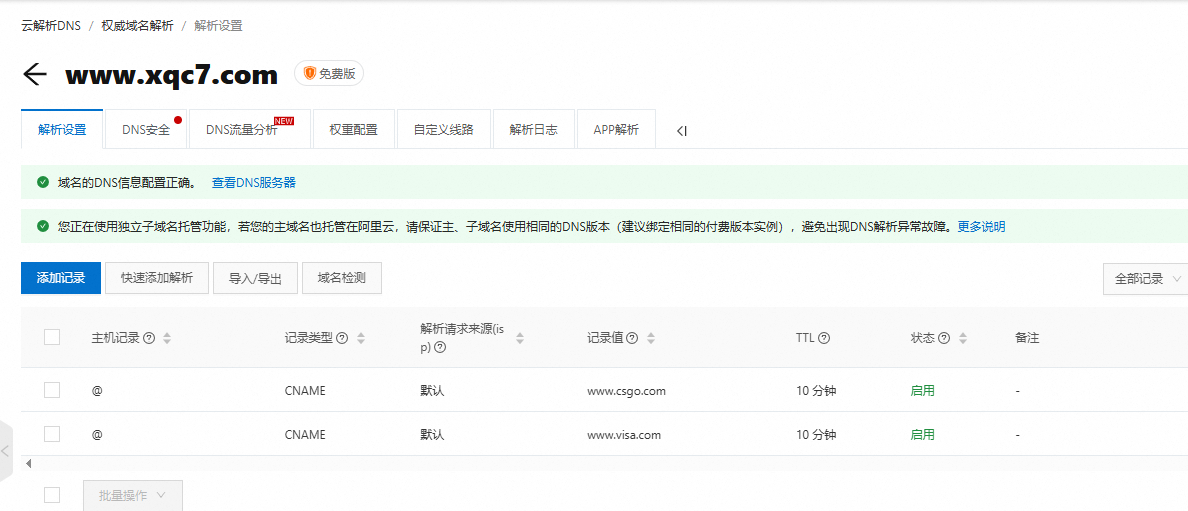 云解析DNS / 权威域名解析 / 解析设置
www.xqc7.com 免费版
解析设置 DNS安全 DNS流量分析 NEW 权重配置 自定义线路 解析日志 APP解析
域名的DNS信息配置正确。 查看DNS服务器
您正在使用独立子域名托管功能，若您的主域名也托管在阿里云，请保证主、子域名使用相同的DNS版本（建议绑定相同的付费版本实例），避免出现DNS解析异常故障。更多说明
添加记录 快速添加解析 导入/导出 域名检测 全部记录
主机记录 记录类型 解析请求来源(is
p) 记录值 TTL 状态 备注
@ CNAME 默认 www.csgo.com 10 分钟 启用 -
@ CNAME 默认 www.visa.com 10 分钟 启用 -
批量操作